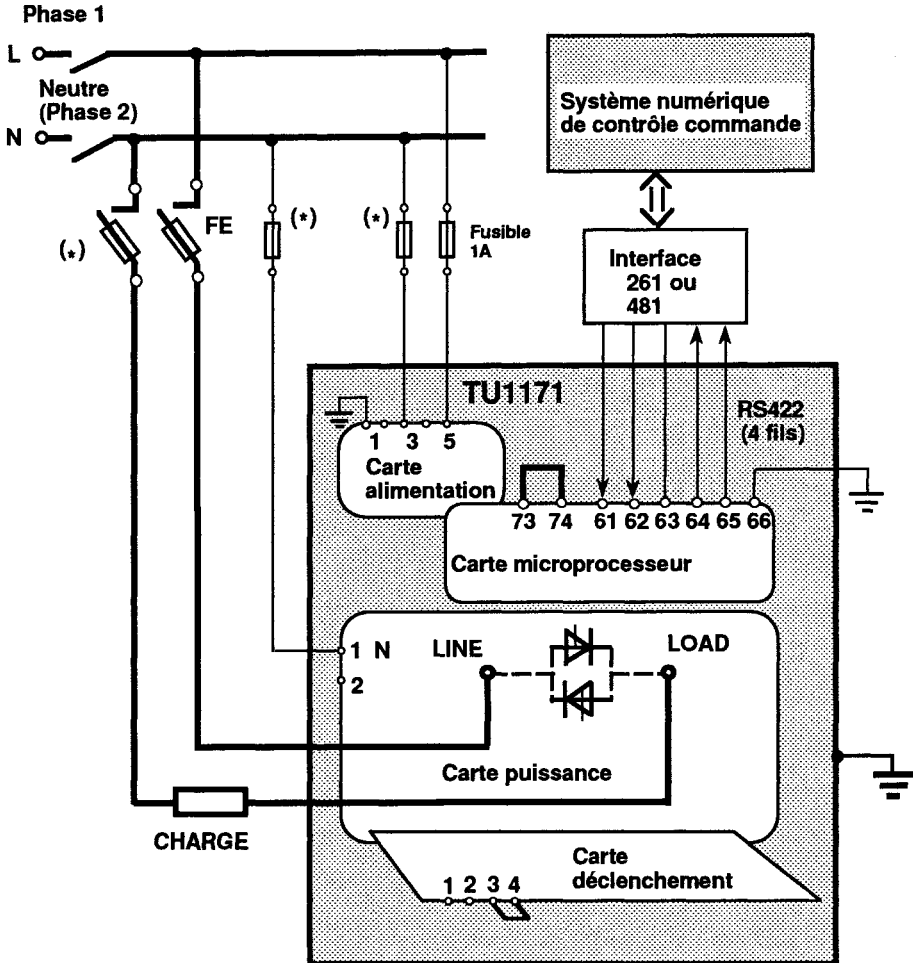 Phase 1
L
Neutre
(Phase 2)
N
Système numérique
de contrôle commande
(*)
FE
(*)
(*)
Fusible
1A
Interface
261 ou
481
TU1171
RS422
(4 fils)
1 3 5
Carte
alimentation
73 74 61 62 63 64 65 66
Carte microprocesseur
1 N
LINE
LOAD
2
Carte puissance
CHARGE
Carte
déclenchement
1 2 3 4